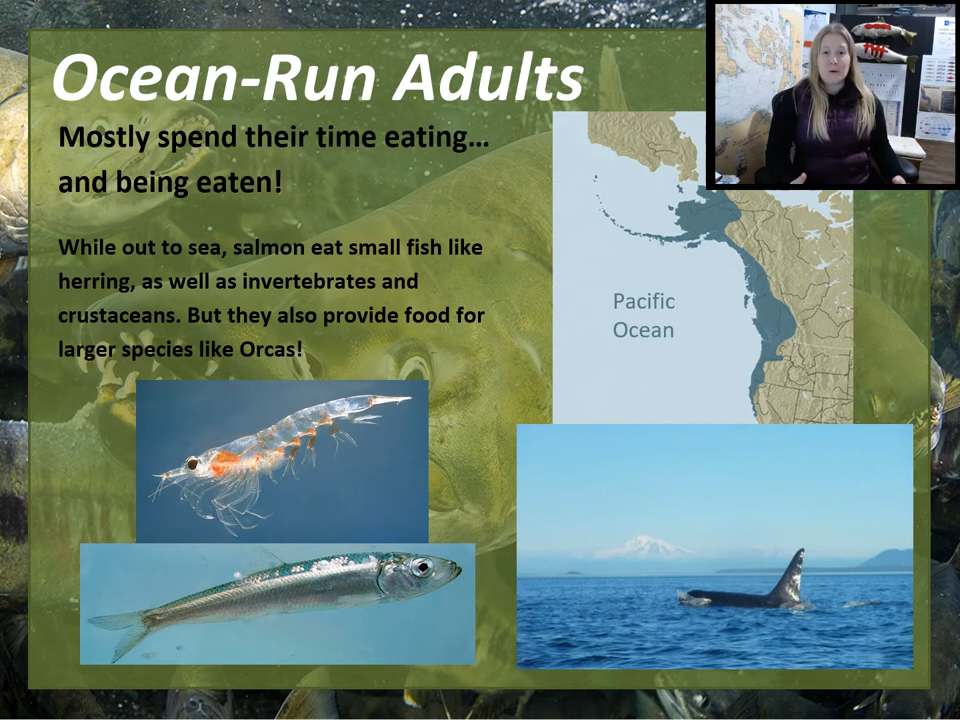 Ocean-Run Adults
Mostly spend their time eating…
and being eaten!
While out to sea, salmon eat small fish like
herring, as well as invertebrates and
crustaceans. But they also provide food for
larger species like Orcas!
Pacific
Ocean